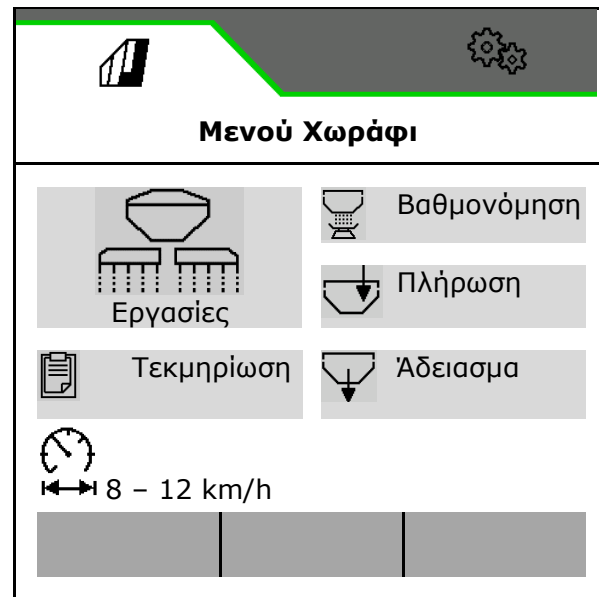 Μενού Χωράφι
Βαθμονόμηση
Εργασίες
Πλήρωση
Τεκμηρίωση
Άδειασμα
8 – 12 km/h